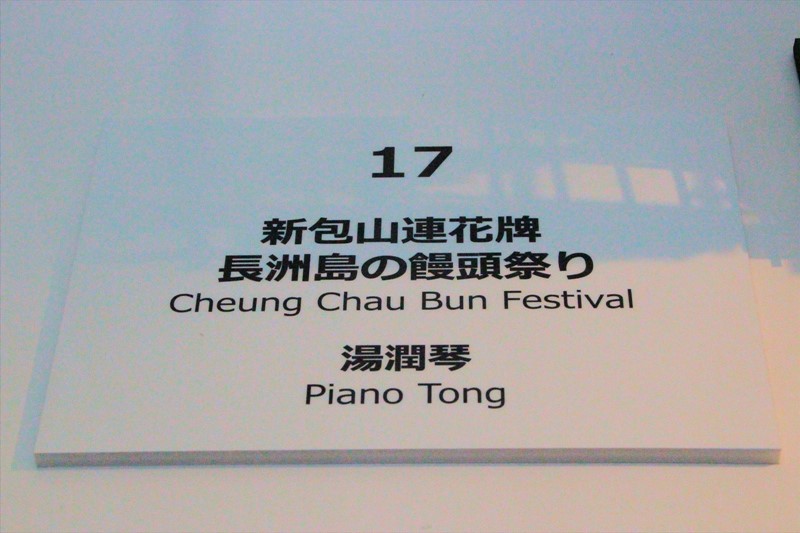 17
新包山連花牌
長洲島の饅頭祭り
Cheung Chau Bun Festival
湯潤琴
Piano Tong